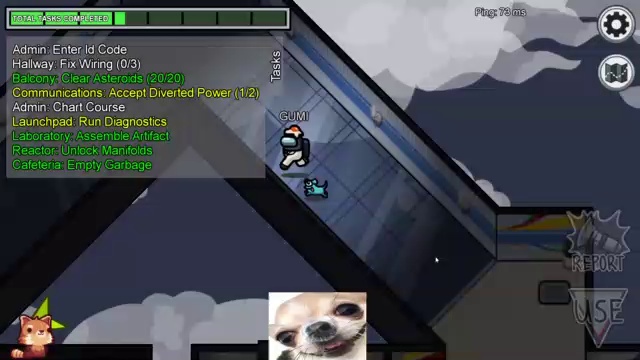 TOTAL TASKS COMPLETED
Ping: 73 ms
Admin: Enter Id Code
Hallway: Fix Wiring (0/3)
Balcony: Clear Asteroids (20/20)
Communications: Accept Diverted Power (1/2)
Admin: Chart Course
Launchpad: Run Diagnostics
Laboratory: Assemble Artifact
Reactor: Unlock Manifolds
Cafeteria: Empty Garbage
Tasks
GUMI
REPORT
USE